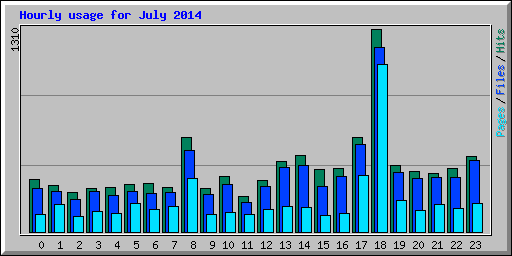 Hourly usage for July 2014
1310
Pages / Files / Hits
0 1 2 3 4 5 6 7 8 9 10 11 12 13 14 15 16 17 18 19 20 21 22 23